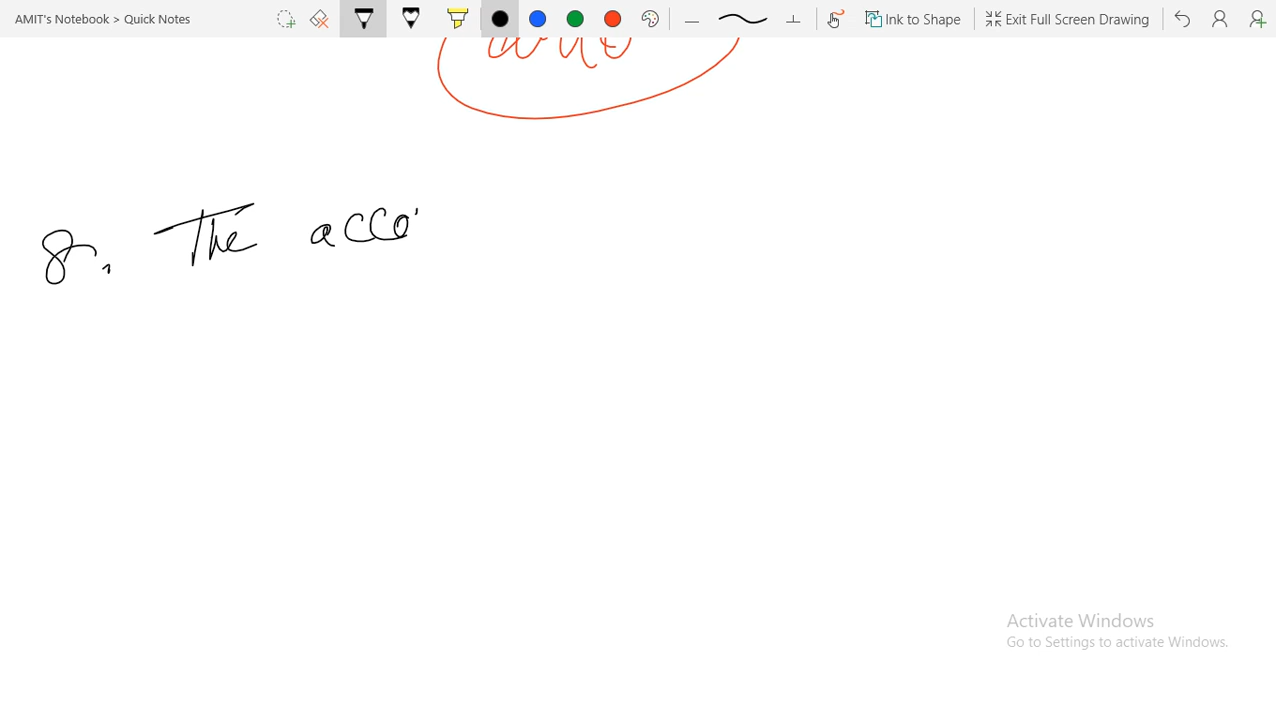 AMIT's Notebook > Quick Notes Ink to Shape Exit Full Screen Drawing
8, The acco
Activate Windows
Go to Settings to activate Windows.